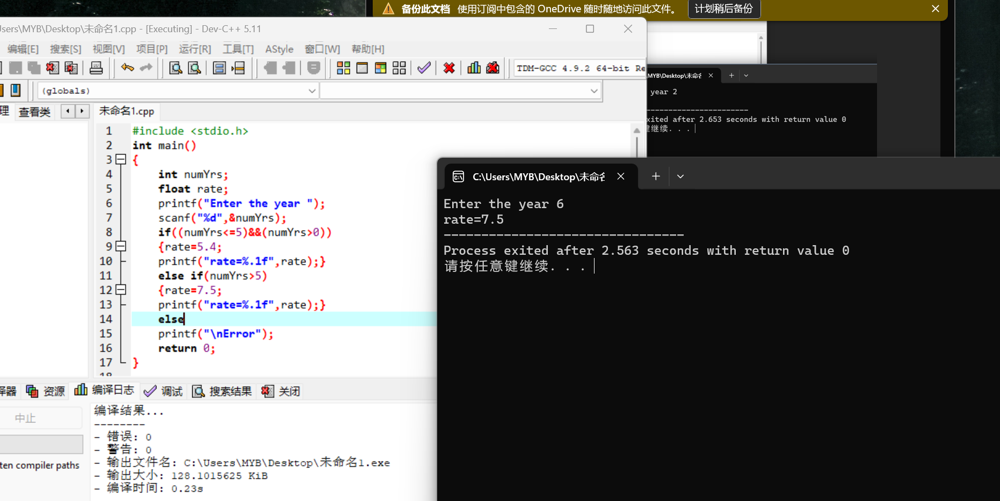 备份此文档 使用订阅中包含的 OneDrive 随时随地访问此文件。 计划稍后备份
Users\MYB\Desktop\未命名1.cpp - [Executing] - Dev-C++ 5.11
编辑[E] 搜索[S] 视图[V] 项目[P] 运行[R] 工具[T] AStyle 窗口[W] 帮助[H]
TDM-GCC 4.9.2 64-bit Re
(globals)
理 查看类 未命名1.cpp
1 #include <stdio.h>
2 int main()
3 {
4 int numYrs;
5 float rate;
6 printf("Enter the year ");
7 scanf("%d",&numYrs);
8 if((numYrs<=5)&&(numYrs>0))
9 {rate=5.4;
10 printf("rate=%.1f",rate);}
11 else if(numYrs>5)
12 {rate=7.5;
13 printf("rate=%.1f",rate);}
14 else
15 printf("\nError");
16 return 0;
17 }
18
\MYB\Desktop\未命名
year 2
-----------------------
xited after 2.653 seconds with return value 0
键继续. . .
C:\Users\MYB\Desktop\未命名
Enter the year 6
rate=7.5
--------------------------------
Process exited after 2.563 seconds with return value 0
请按任意键继续. . .
译器 资源 编译日志 调试 搜索结果 关闭
中止
ten compiler paths
编译结果...
--------
- 错误: 0
- 警告: 0
- 输出文件名: C:\Users\MYB\Desktop\未命名1.exe
- 输出大小: 128.1015625 KiB
- 编译时间: 0.23s